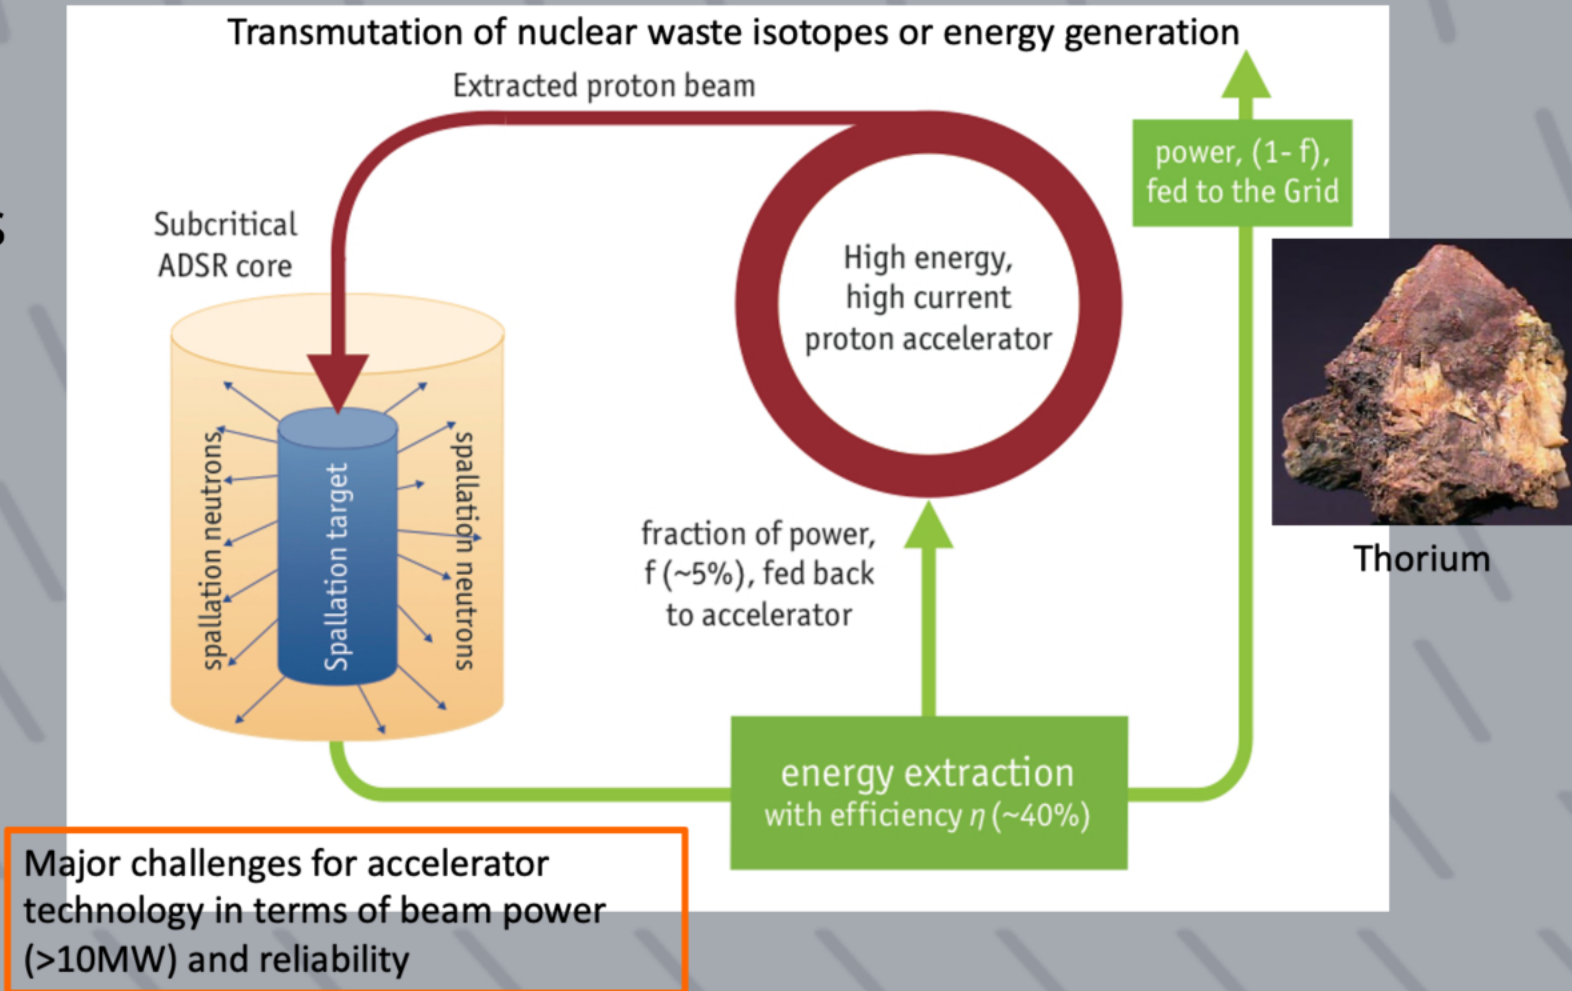 Transmutation of nuclear waste isotopes or energy generation
Extracted proton beam
power, (1- f),
fed to the Grid
s
Subcritical
ADSR core
High energy,
high current
proton accelerator
spallation neutrons
Spallation target
spallation neutrons
fraction of power,
f (~5%), fed back
to accelerator
Thorium
energy extraction
with efficiency η (~40%)
Major challenges for accelerator
technology in terms of beam power
(>10MW) and reliability